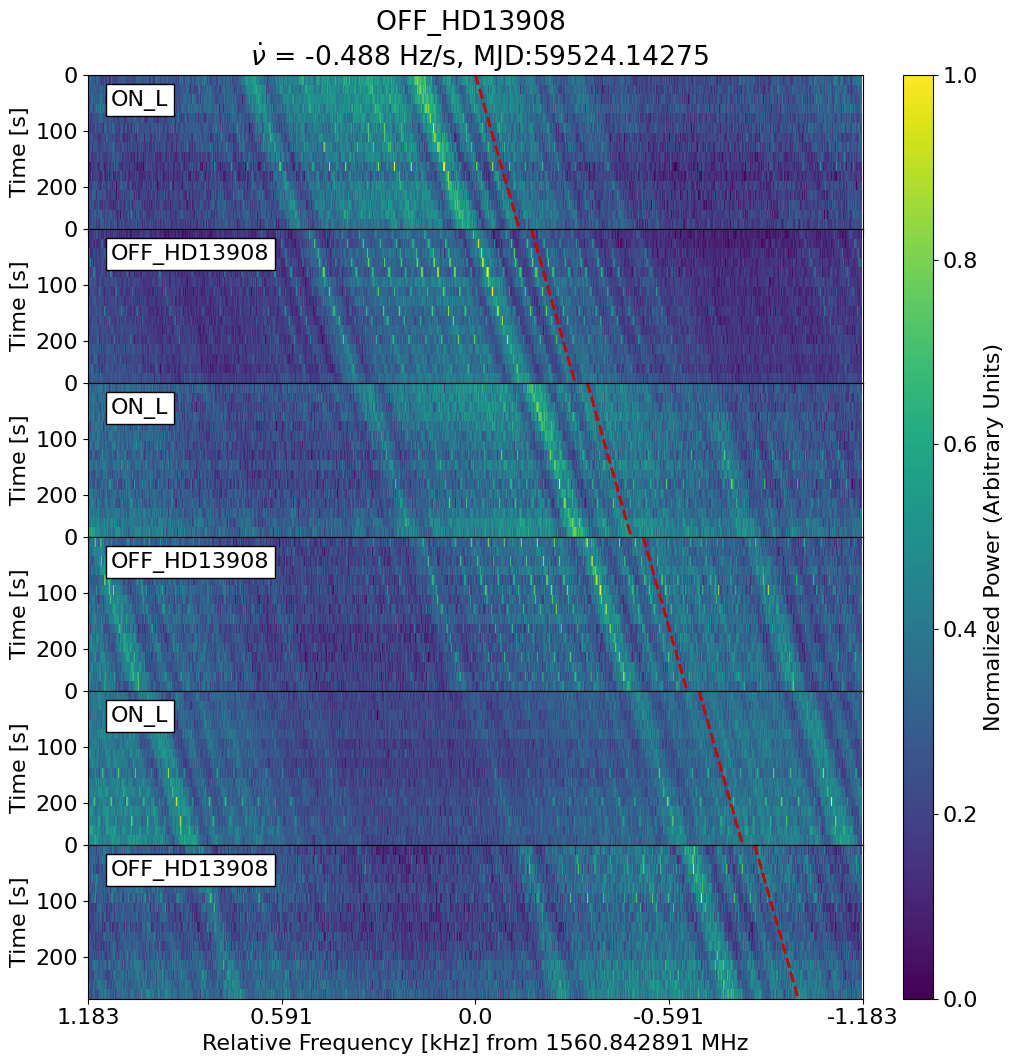 OFF_HD13908
ν̇ = -0.488 Hz/s, MJD:59524.14275
ON_L
OFF_HD13908
ON_L
OFF_HD13908
ON_L
OFF_HD13908
Time [s]
0
100
200
Time [s]
0
100
200
Time [s]
0
100
200
Time [s]
0
100
200
Time [s]
0
100
200
Time [s]
0
100
200
1.183 0.591 0.0 -0.591 -1.183
Relative Frequency [kHz] from 1560.842891 MHz
1.0
0.8
0.6
0.4
0.2
0.0
Normalized Power (Arbitrary Units)